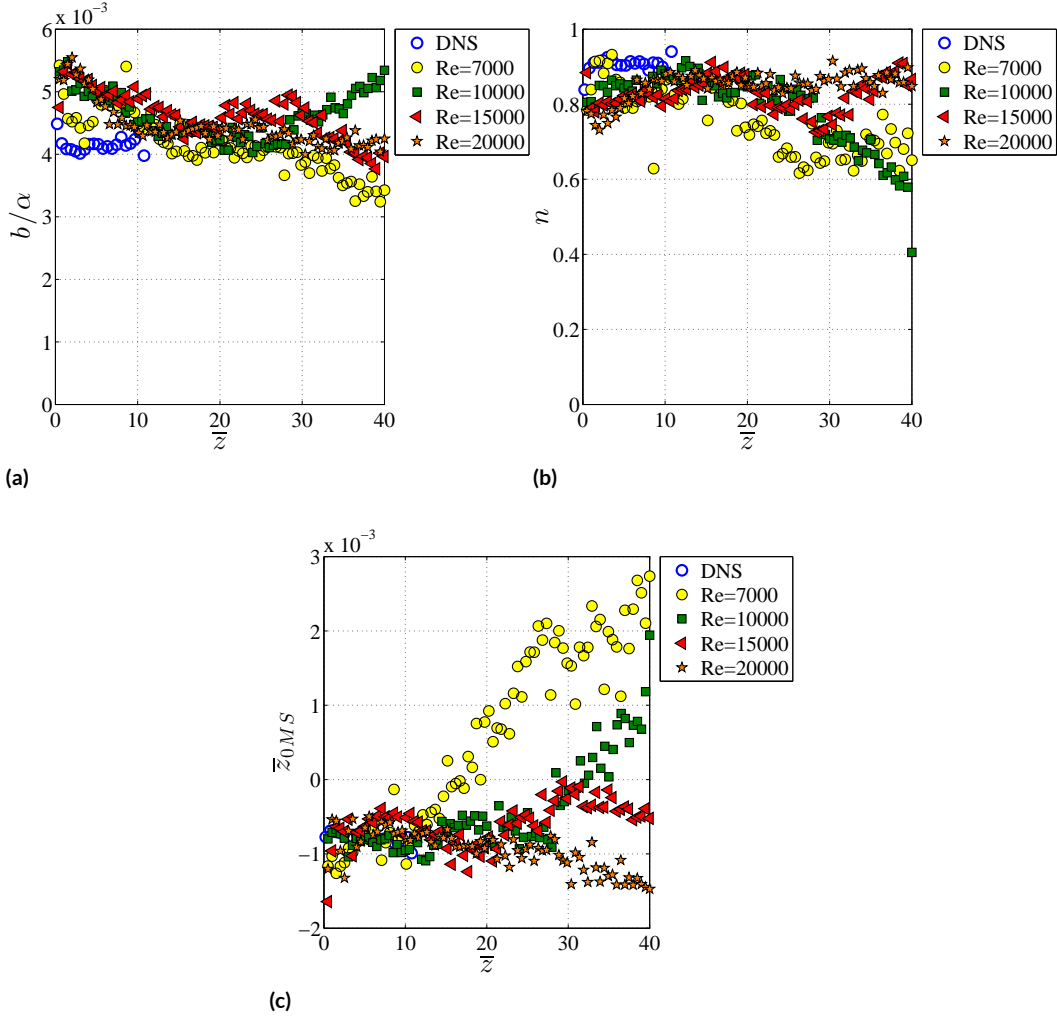 x 10⁻³
6
5
4
3
2
1
0
b/α
0 10 20 30 40
z̅
DNS
Re=7000
Re=10000
Re=15000
Re=20000
(a)
1
0.8
0.6
0.4
0.2
0
n
0 10 20 30 40
z̅
DNS
Re=7000
Re=10000
Re=15000
Re=20000
(b)
x 10⁻³
3
2
1
0
−1
−2
z̅₀MS
0 10 20 30 40
z̅
DNS
Re=7000
Re=10000
Re=15000
Re=20000
(c)